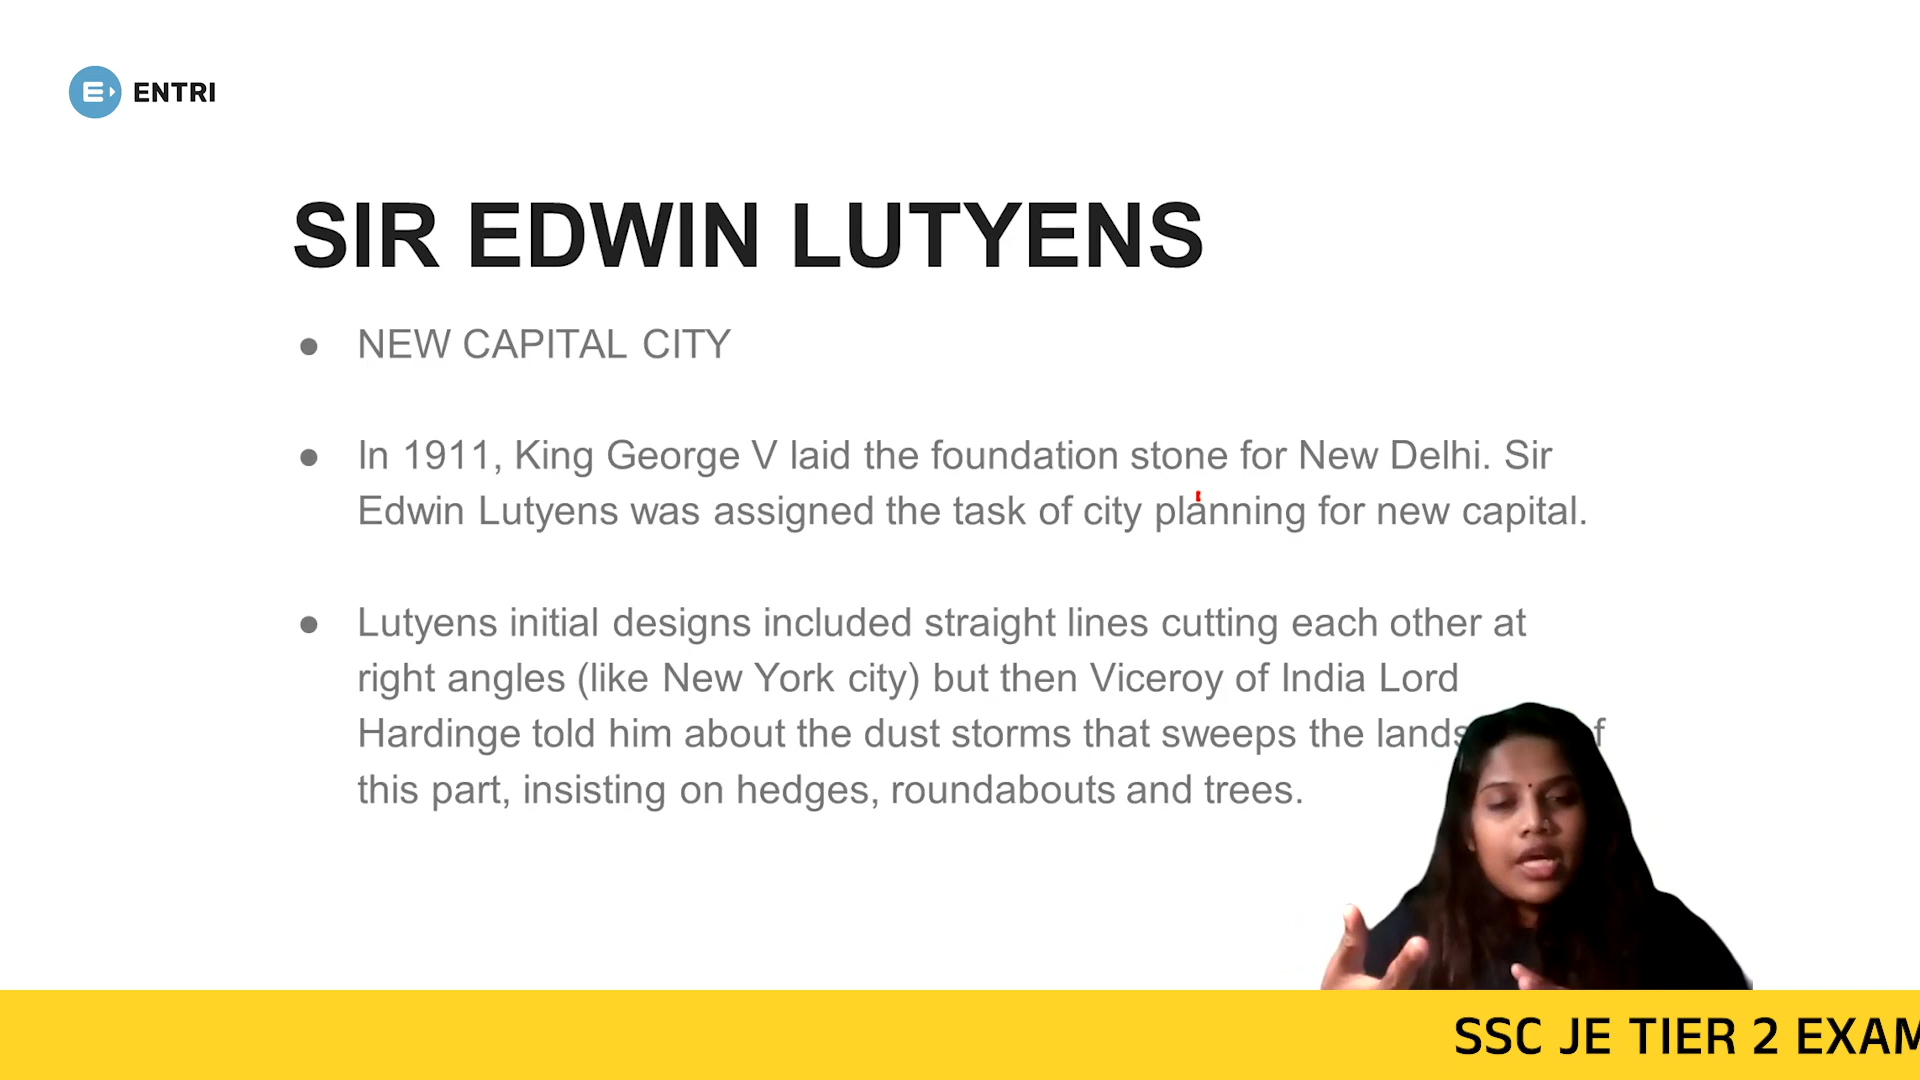 ENTRI
SIR EDWIN LUTYENS
● NEW CAPITAL CITY
● In 1911, King George V laid the foundation stone for New Delhi. Sir
Edwin Lutyens was assigned the task of city planning for new capital.
● Lutyens initial designs included straight lines cutting each other at
right angles (like New York city) but then Viceroy of India Lord
Hardinge told him about the dust storms that sweeps the
this part, insisting on hedges, roundabouts and trees.
SSC JE TIER 2 EXAM